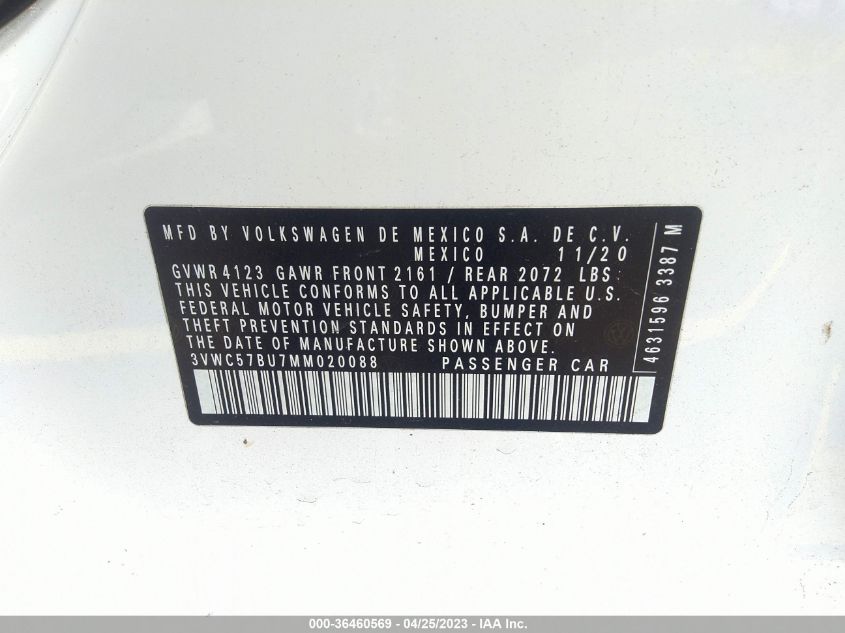 MFD BY VOLKSWAGEN DE MEXICO S.A. DE C.V.
MEXICO 11/20
GVWR 4123 GAWR FRONT 2161 / REAR 2072 LBS:
THIS VEHICLE CONFORMS TO ALL APPLICABLE U.S.
FEDERAL MOTOR VEHICLE SAFETY, BUMPER AND
THEFT PREVENTION STANDARDS IN EFFECT ON
THE DATE OF MANUFACTURE SHOWN ABOVE.
3VWC57BU7MM020088 PASSENGER CAR
4631596 3387 M
000-36460569 - 04/25/2023 - IAA Inc.